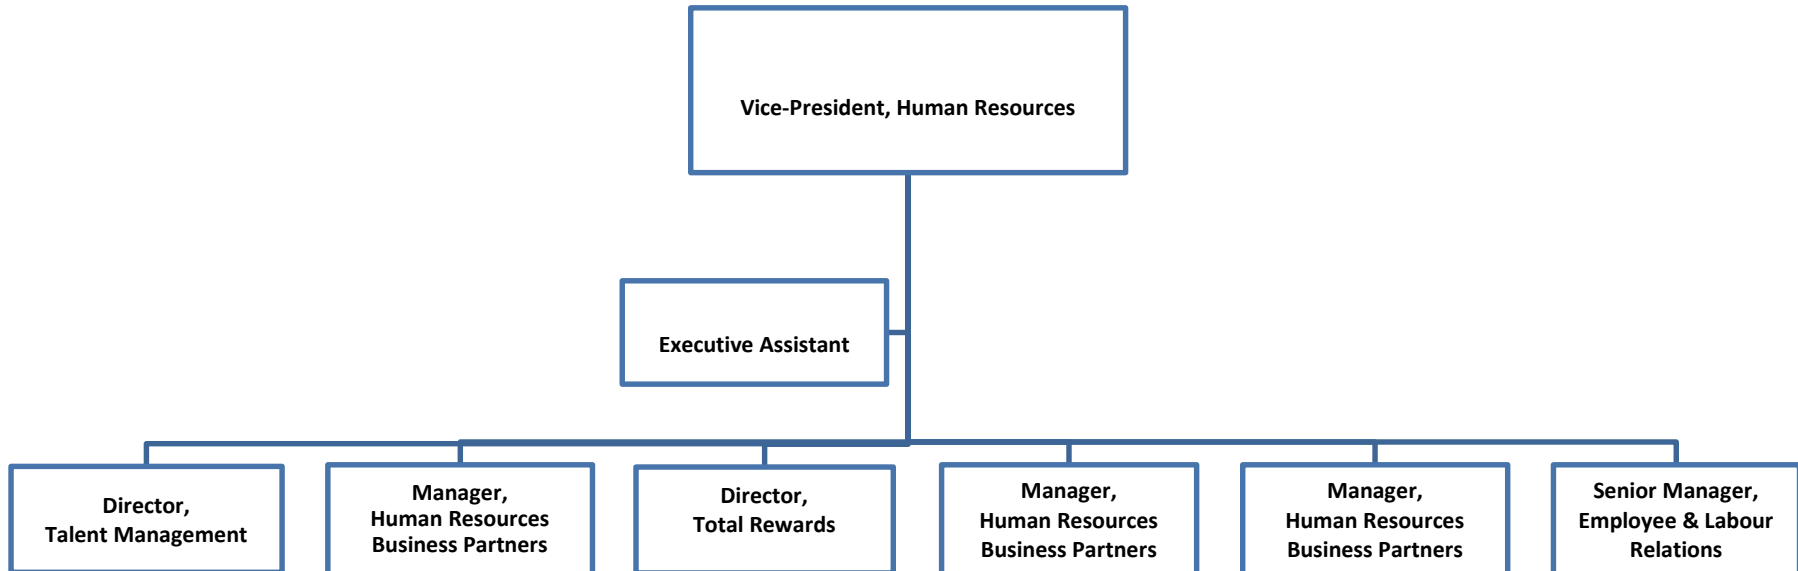 Vice-President, Human Resources
Executive Assistant
Director,
Talent Management
Manager,
Human Resources
Business Partners
Director,
Total Rewards
Manager,
Human Resources
Business Partners
Manager,
Human Resources
Business Partners
Senior Manager,
Employee & Labour
Relations